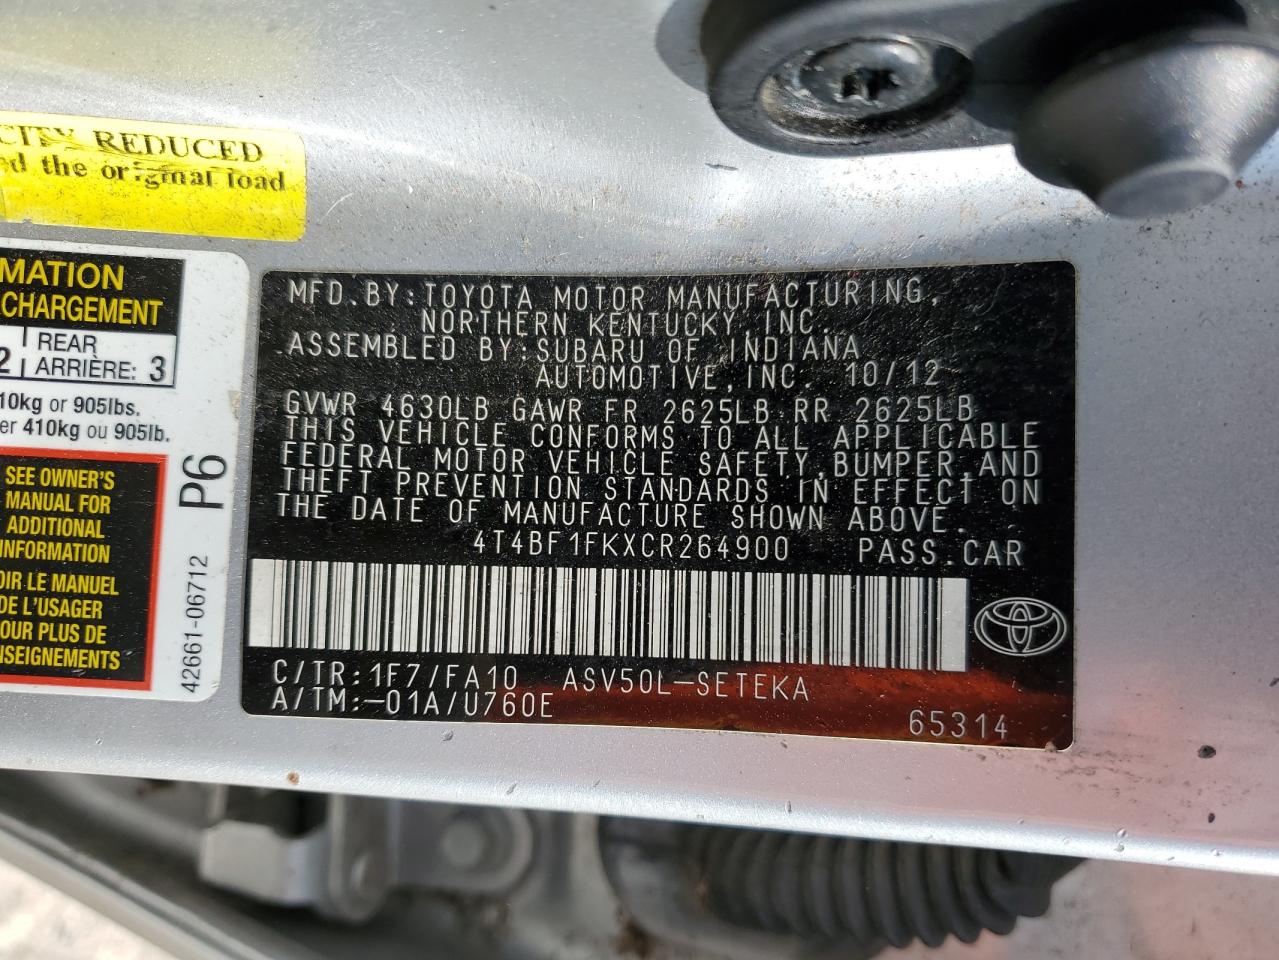 CITY REDUCED
d the original load
MATION
CHARGEMENT
2 REAR
ARRIÈRE: 3
10kg or 905lbs.
er 410kg ou 905lb.
SEE OWNER'S
MANUAL FOR
ADDITIONAL
INFORMATION
OIR LE MANUEL
DE L'USAGER
OUR PLUS DE
NSEIGNEMENTS
P6
42661-06712
MFD.BY:TOYOTA MOTOR MANUFACTURING,
NORTHERN KENTUCKY, INC.
ASSEMBLED BY:SUBARU OF INDIANA
AUTOMOTIVE,INC. 10/12
GVWR 4630LB GAWR FR 2625LB RR 2625LB
THIS VEHICLE CONFORMS TO ALL APPLICABLE
FEDERAL MOTOR VEHICLE SAFETY,BUMPER,AND
THEFT PREVENTION STANDARDS IN EFFECT ON
THE DATE OF MANUFACTURE SHOWN ABOVE.
4T4BF1FKXCR264900 PASS.CAR
C/TR:1F7/FA10 ASV50L-SETEKA
A/TM:-01A/U760E
65314